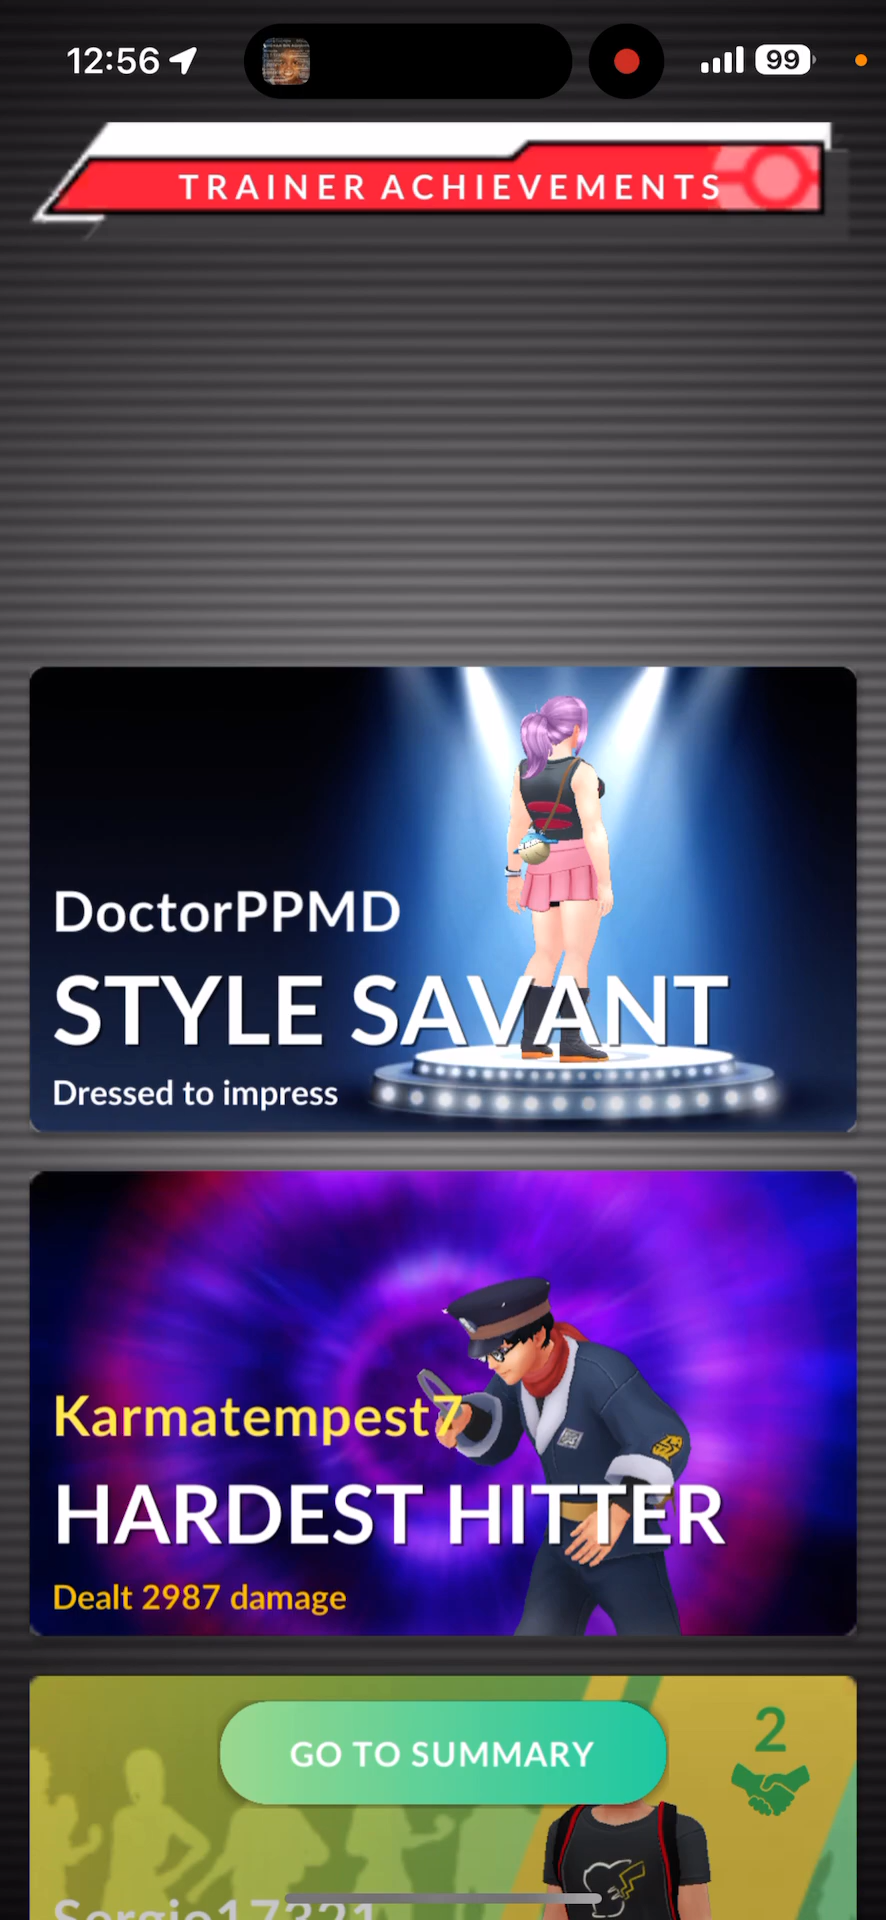 12:56
99
TRAINER ACHIEVEMENTS
DoctorPPMD
STYLE SAVANT
Dressed to impress
Karmatempest7
HARDEST HITTER
Dealt 2987 damage
2
GO TO SUMMARY
Sergio17321